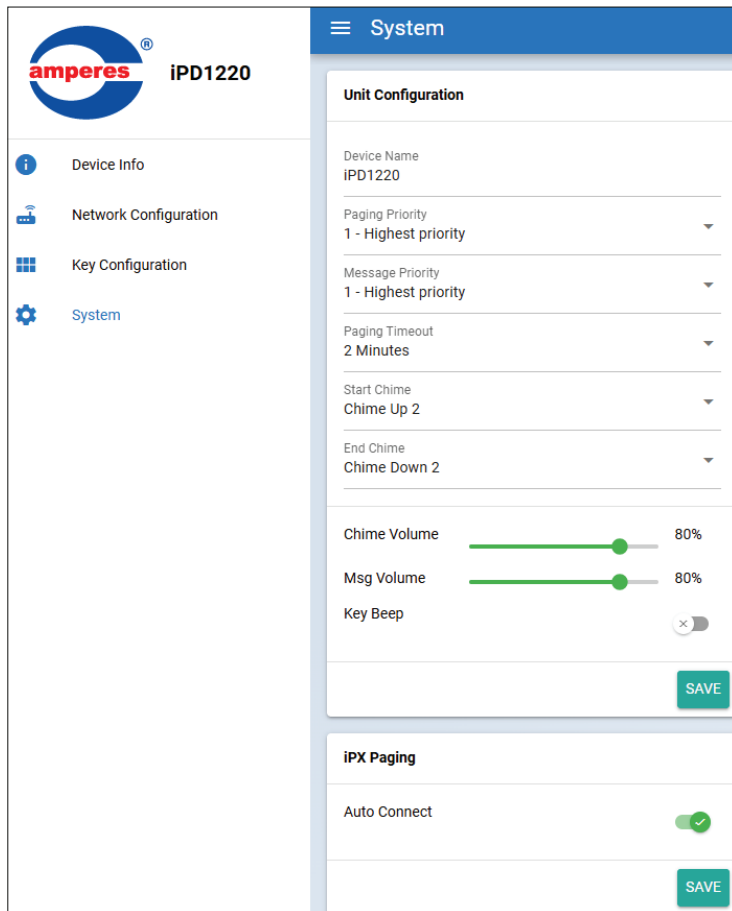 amperes
®
iPD1220
Device Info
Network Configuration
Key Configuration
System
System
Unit Configuration
Device Name
iPD1220
Paging Priority
1 - Highest priority
Message Priority
1 - Highest priority
Paging Timeout
2 Minutes
Start Chime
Chime Up 2
End Chime
Chime Down 2
Chime Volume 80%
Msg Volume 80%
Key Beep
SAVE
iPX Paging
Auto Connect
SAVE